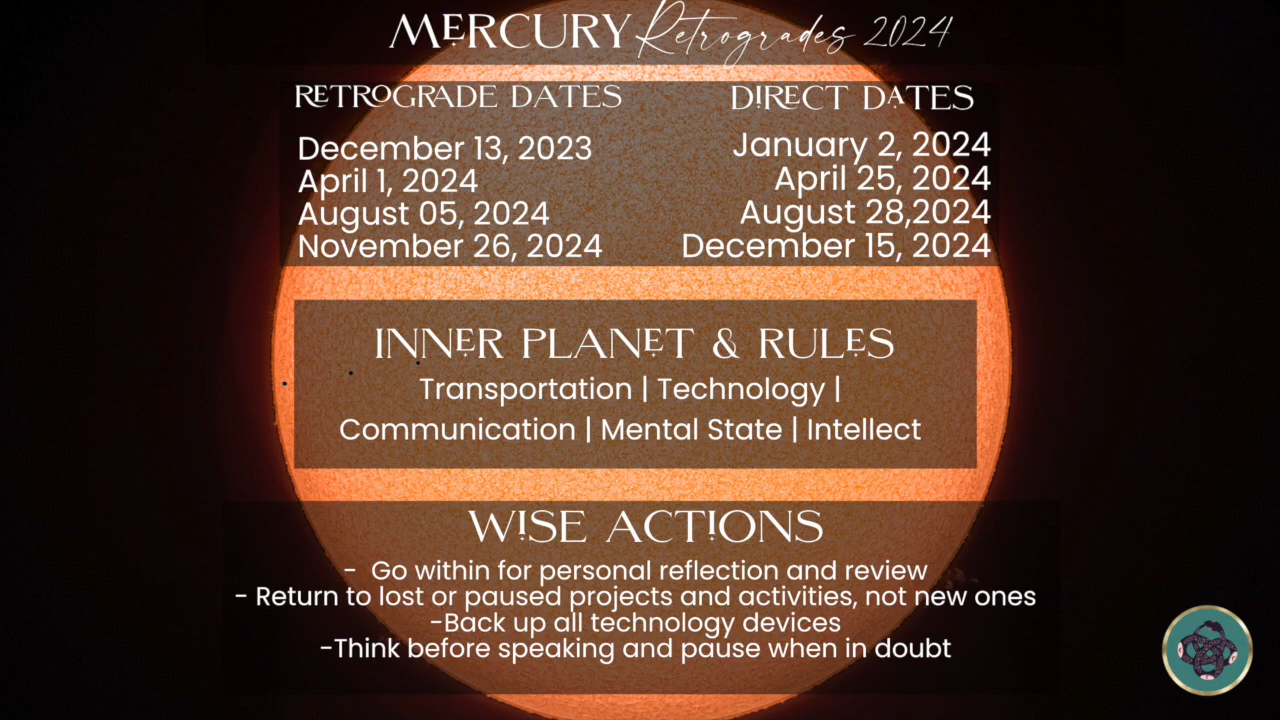 MERCURY Retrogrades 2024
RETROGRADE DATES
December 13, 2023
April 1, 2024
August 05, 2024
November 26, 2024
DIRECT DATES
January 2, 2024
April 25, 2024
August 28,2024
December 15, 2024
INNER PLANET & RULES
Transportation | Technology |
Communication | Mental State | Intellect
WISE ACTIONS
- Go within for personal reflection and review
- Return to lost or paused projects and activities, not new ones
-Back up all technology devices
-Think before speaking and pause when in doubt